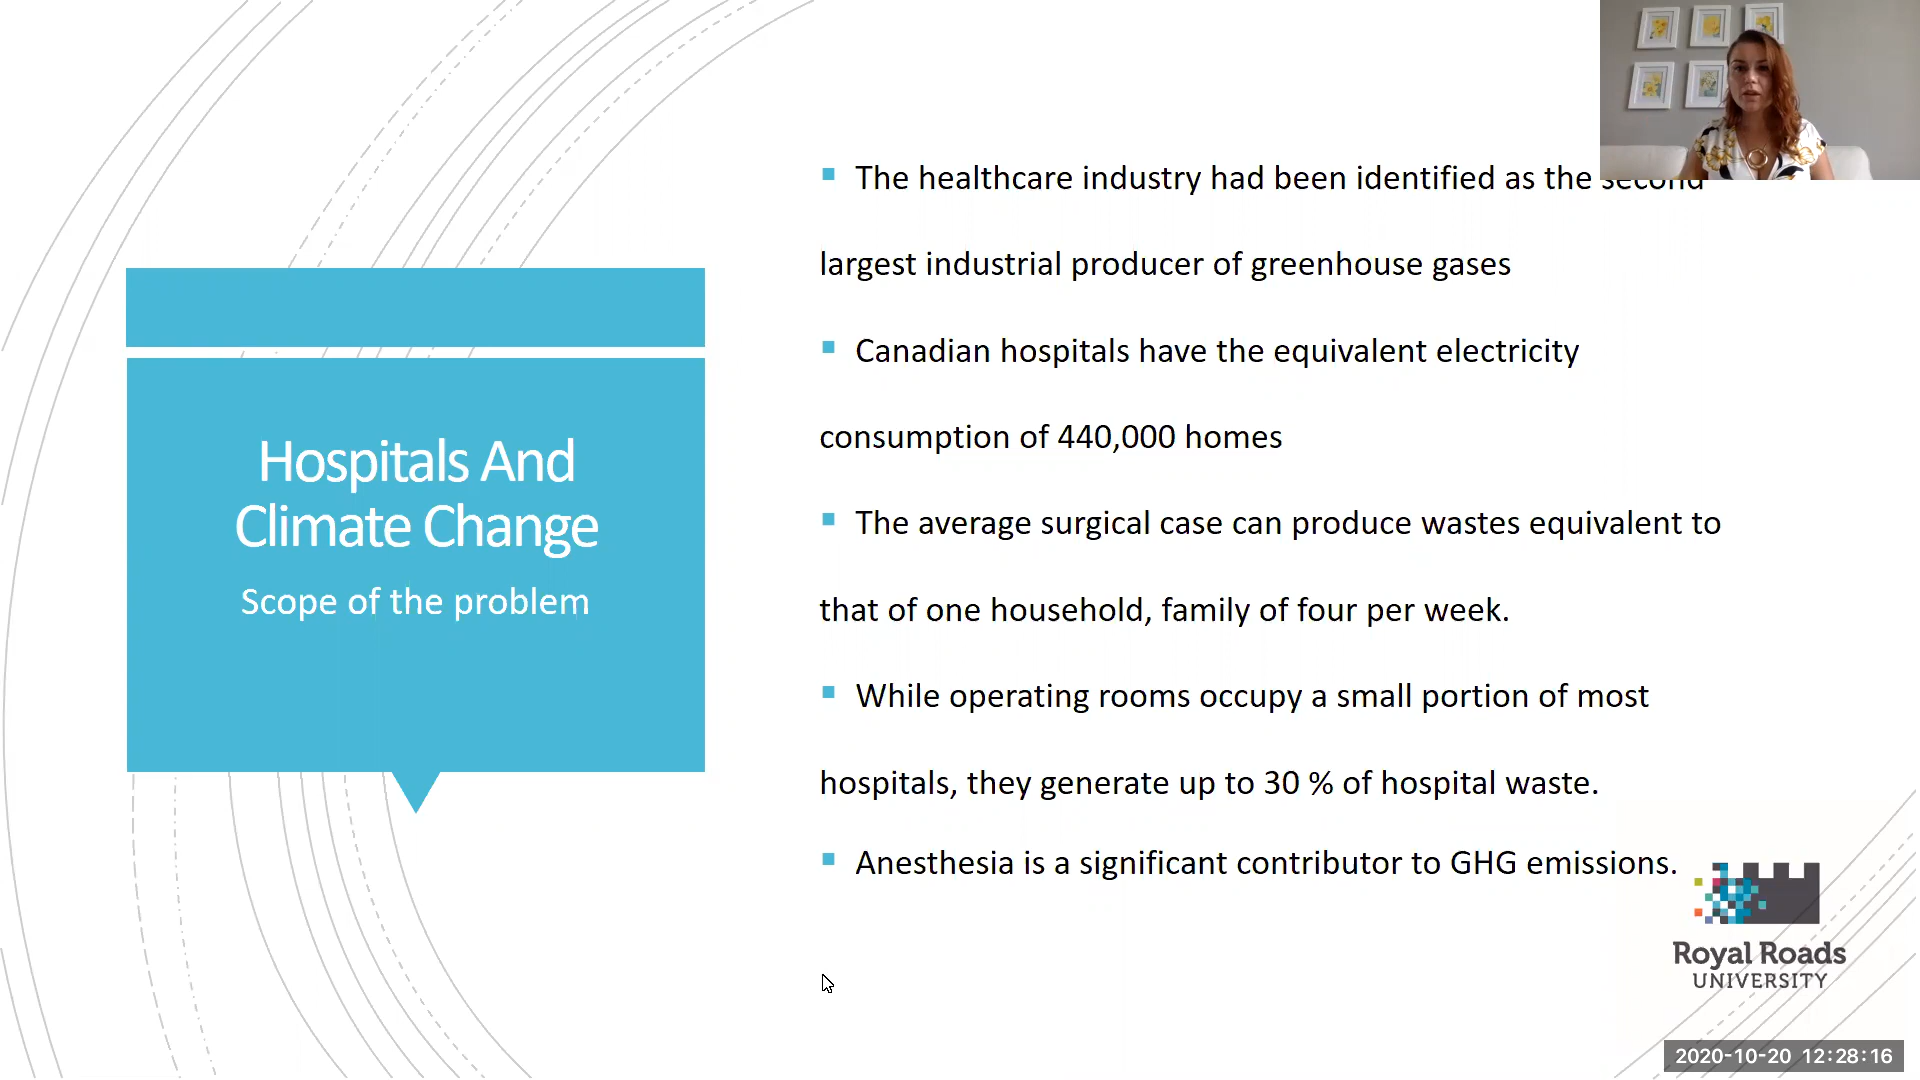 Hospitals And
Climate Change
Scope of the problem
The healthcare industry had been identified as the second
largest industrial producer of greenhouse gases
Canadian hospitals have the equivalent electricity
consumption of 440,000 homes
The average surgical case can produce wastes equivalent to
that of one household, family of four per week.
While operating rooms occupy a small portion of most
hospitals, they generate up to 30 % of hospital waste.
Anesthesia is a significant contributor to GHG emissions.
Royal Roads
UNIVERSITY
2020-10-20 12:28:16